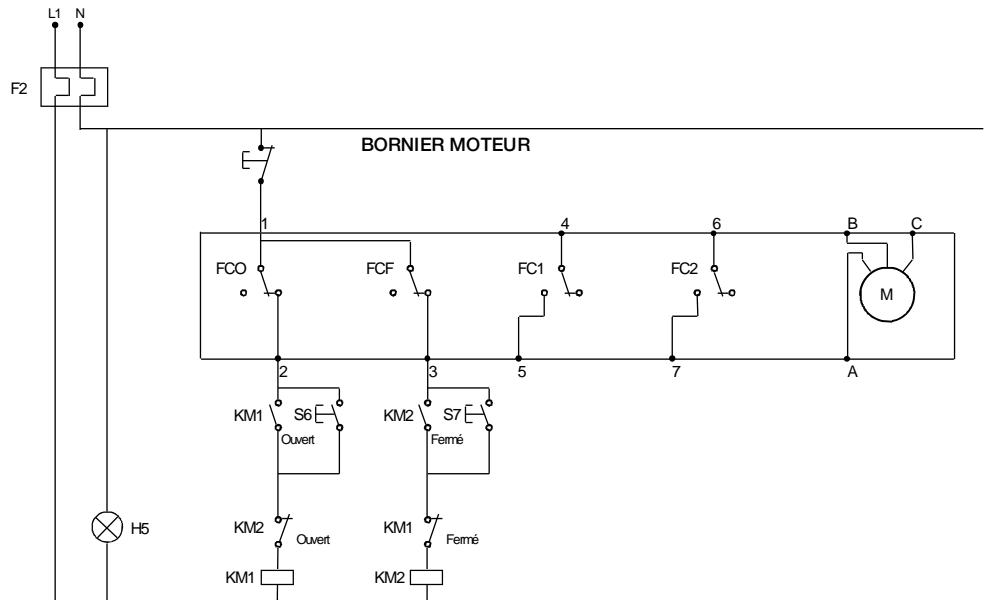 L1 N
F2
BORNIER MOTEUR
1 4 6 B C
FCO FCF FC1 FC2 M
2 3 5 7 A
KM1 S6 KM2 S7
Ouvert Fermé
KM2 H5 KM1
Ouvert Fermé
KM1 KM2